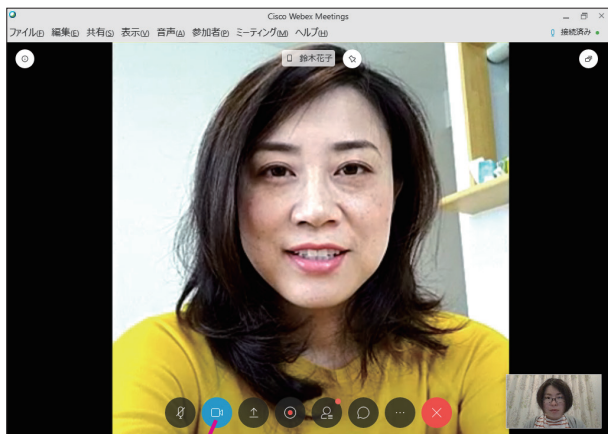 Cisco Webex Meetings
ファイル(F) 編集(E) 共有(S) 表示(V) 音声(A) 参加者(P) ミーティング(M) ヘルプ(H)
接続済み
鈴木花子